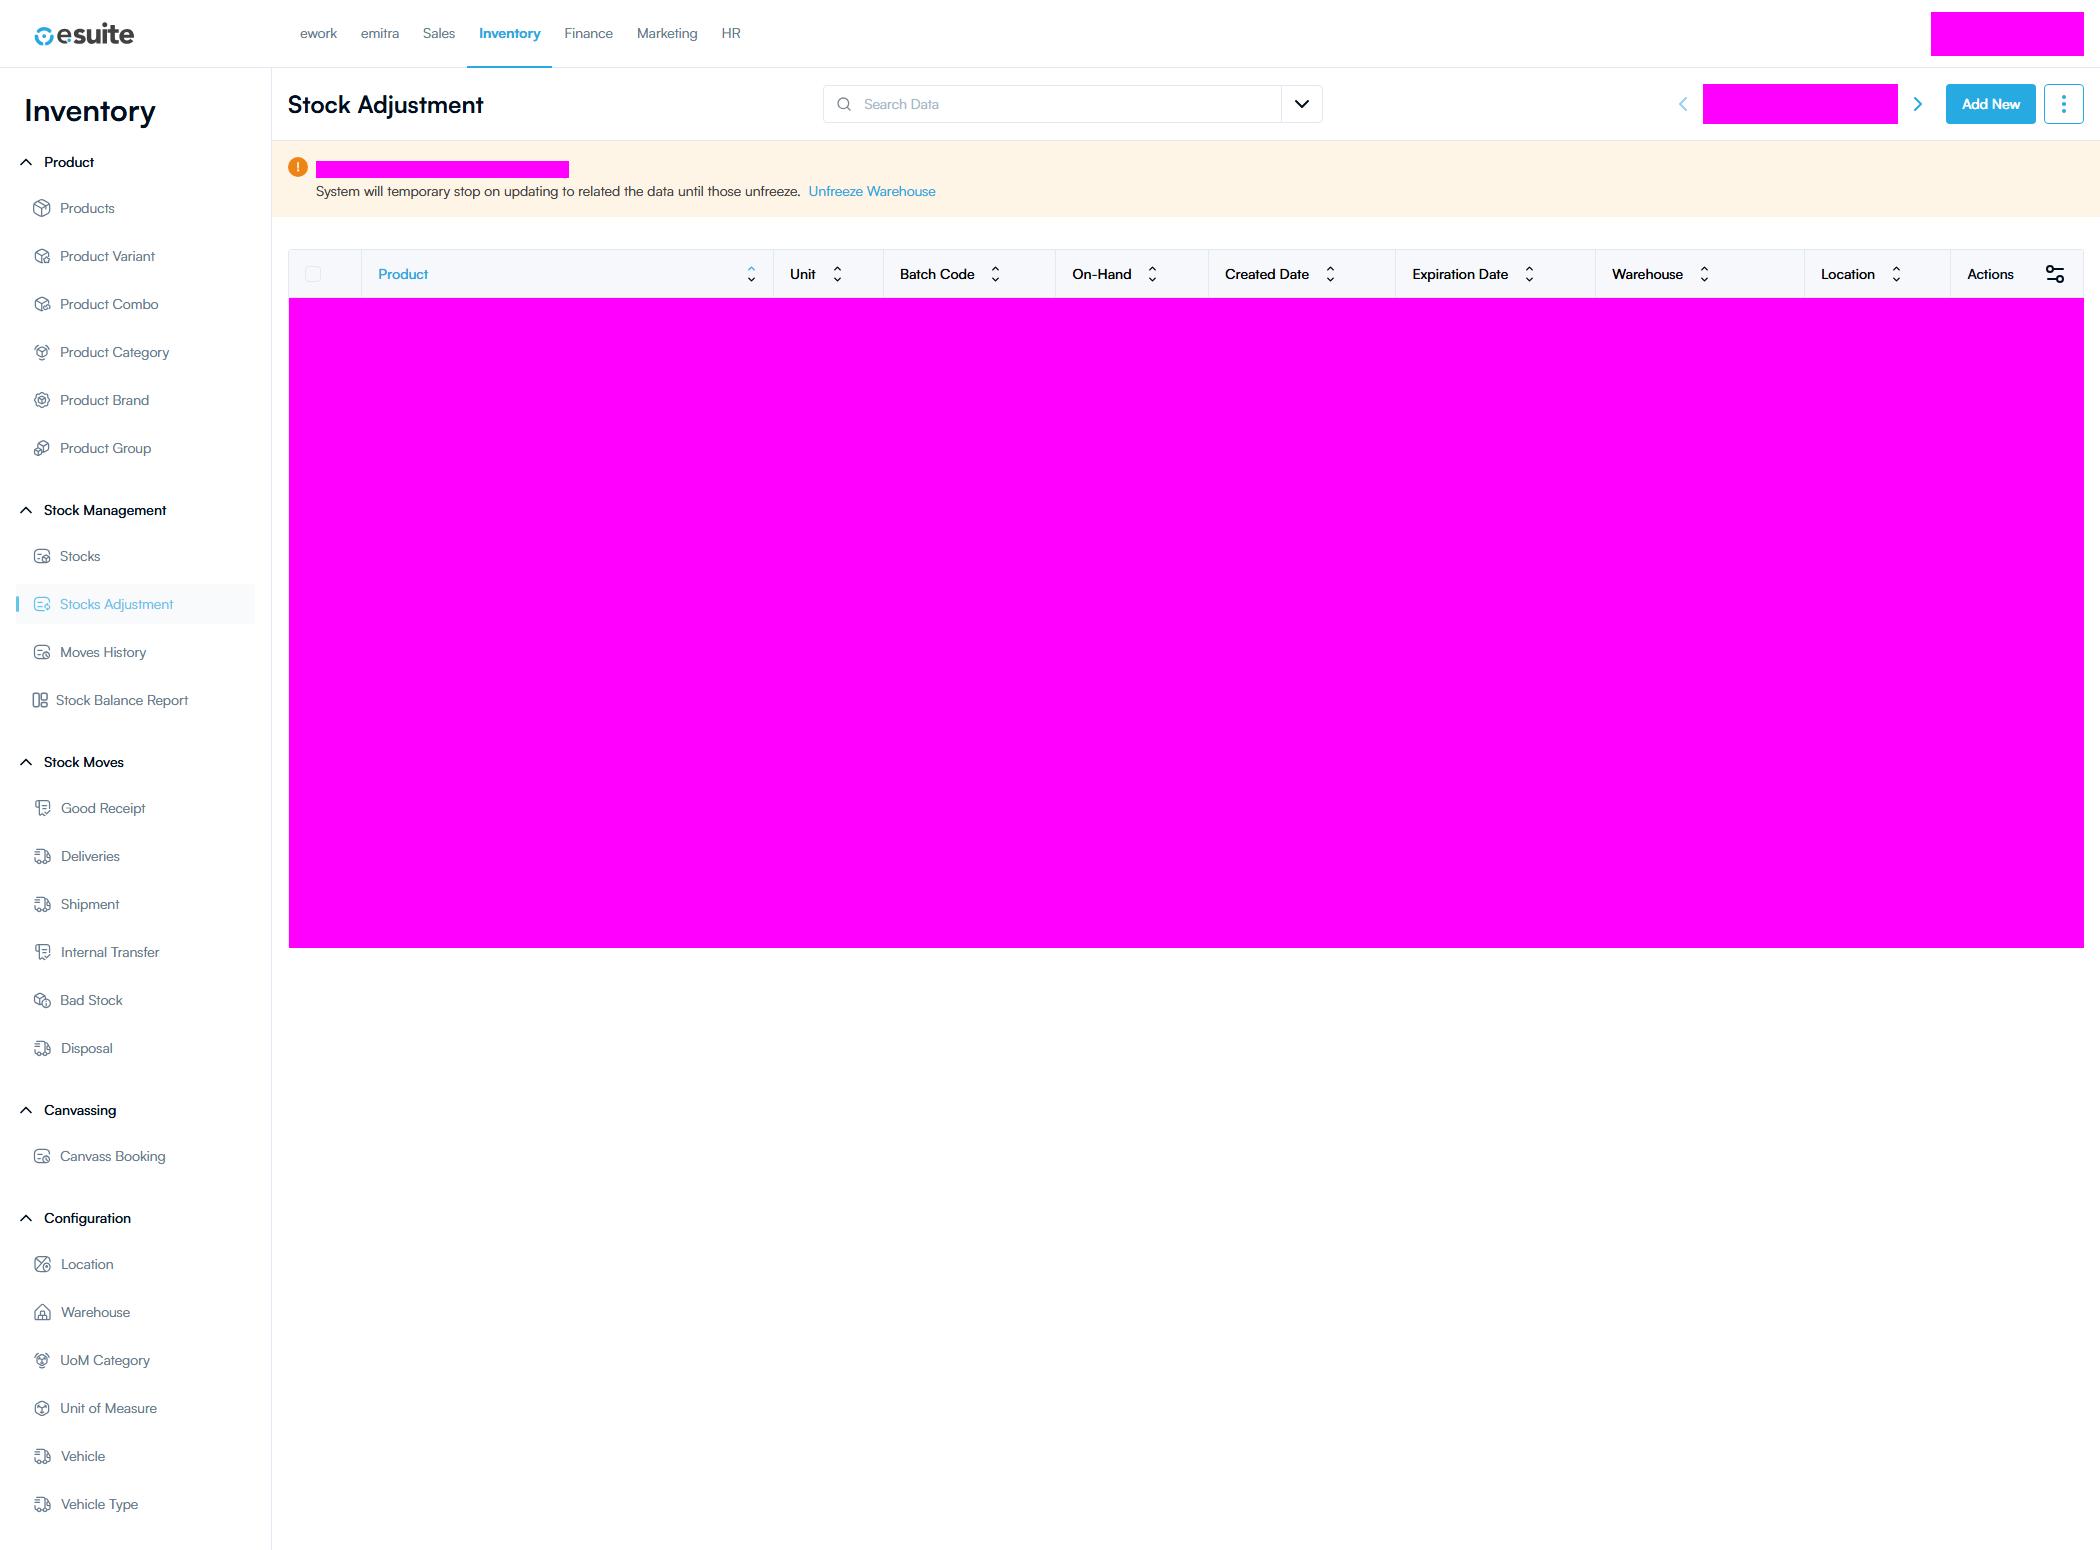 esuite
ework emitra Sales Inventory Finance Marketing HR
Inventory
Product
Products
Product Variant
Product Combo
Product Category
Product Brand
Product Group
Stock Management
Stocks
Stocks Adjustment
Moves History
Stock Balance Report
Stock Moves
Good Receipt
Deliveries
Shipment
Internal Transfer
Bad Stock
Disposal
Canvassing
Canvass Booking
Configuration
Location
Warehouse
UoM Category
Unit of Measure
Vehicle
Vehicle Type
Stock Adjustment
Search Data
Add New
System will temporary stop on updating to related the data until those unfreeze. Unfreeze Warehouse
Product Unit Batch Code On-Hand Created Date Expiration Date Warehouse Location Actions